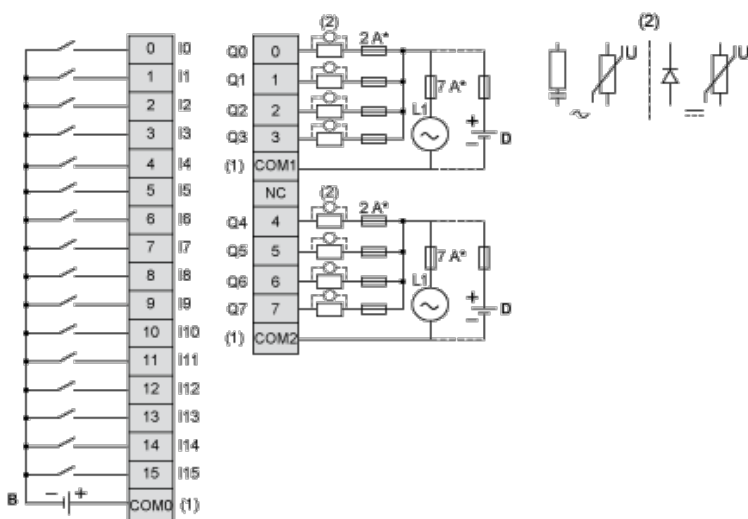 0 I0
1 I1
2 I2
3 I3
4 I4
5 I5
6 I6
7 I7
8 I8
9 I9
10 I10
11 I11
12 I12
13 I13
14 I14
15 I15
B − + COM0 (1)
(2)
Q0 0 2 A*
Q1 1
Q2 2 7 A*
Q3 3 L1
+ − D
(1) COM1
NC
(2)
Q4 4 2 A*
Q5 5 7 A*
Q6 6 L1
Q7 7
+ − D
(1) COM2
(2)
IU IU
~